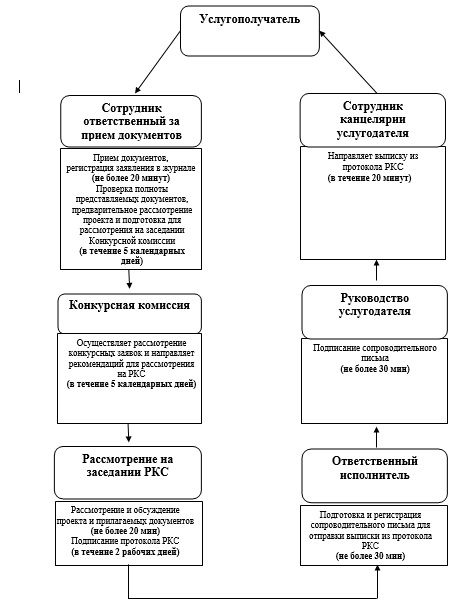 Услугополучатель
Сотрудник
ответственный за
прием документов
Прием документов,
регистрация заявления в журнале
(не более 20 минут)
Проверка полноты
представляемых документов,
предварительное рассмотрение
проекта и подготовка для
рассмотрения на заседании
Конкурсной комиссии
(в течение 5 календарных
дней)
Конкурсная комиссия
Осуществляет рассмотрение
конкурсных заявок и направляет
рекомендаций для рассмотрения
на РКС
(в течение 5 календарных дней)
Рассмотрение на
заседании РКС
Рассмотрение и обсуждение
проекта и прилагаемых документов
(не более 20 мин)
Подписание протокола РКС
(в течение 2 рабочих дней)
Ответственный
исполнитель
Подготовка и регистрация
сопроводительного письма для
отправки выписки из протокола
РКС
(не более 30 мин)
Руководство
услугодателя
Подписание сопроводительного
письма
(не более 30 мин)
Сотрудник
канцелярии
услугодателя
Направляет выписку из
протокола РКС
(в течение 20 минут)